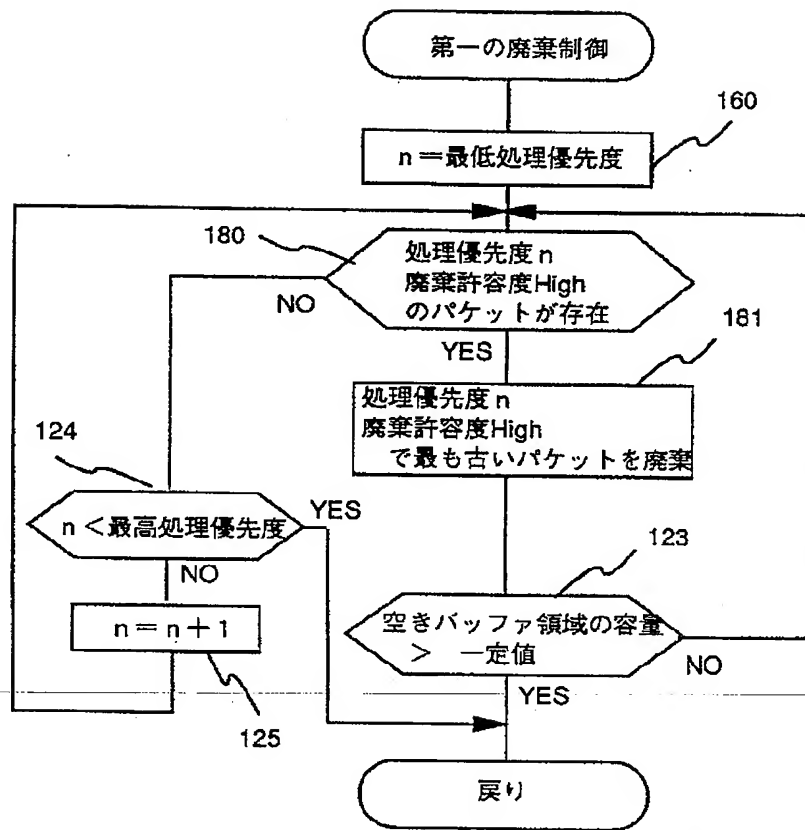 第一の廃棄制御
160
n＝最低処理優先度
180
処理優先度n
廃棄許容度High
のパケットが存在
NO
YES
181
処理優先度n
廃棄許容度High
で最も古いパケットを廃棄
124
n＜最高処理優先度
YES
NO
123
空きバッファ領域の容量
＞ 一定値
NO
YES
n＝n＋1
125
戻り